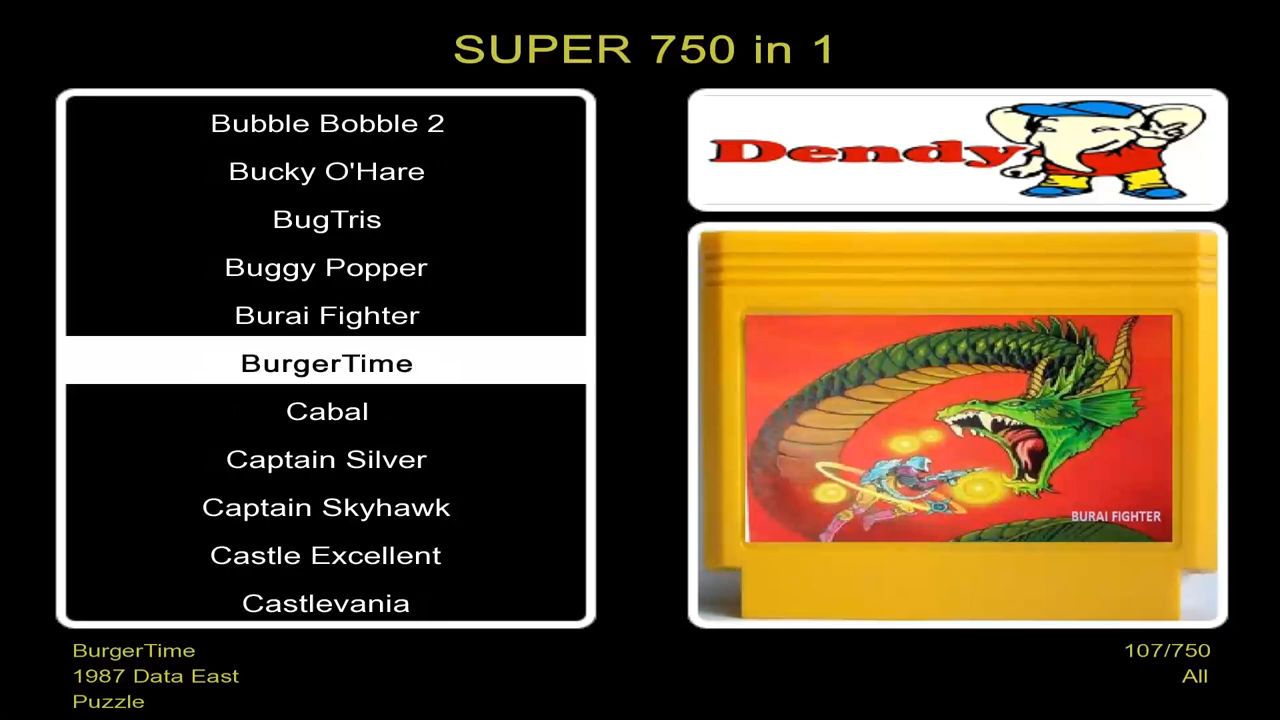 SUPER 750 in 1
Bubble Bobble 2
Bucky O'Hare
BugTris
Buggy Popper
Burai Fighter
BurgerTime
Cabal
Captain Silver
Captain Skyhawk
Castle Excellent
Castlevania
Dendy
BURAI FIGHTER
BurgerTime
1987 Data East
Puzzle
107/750
All